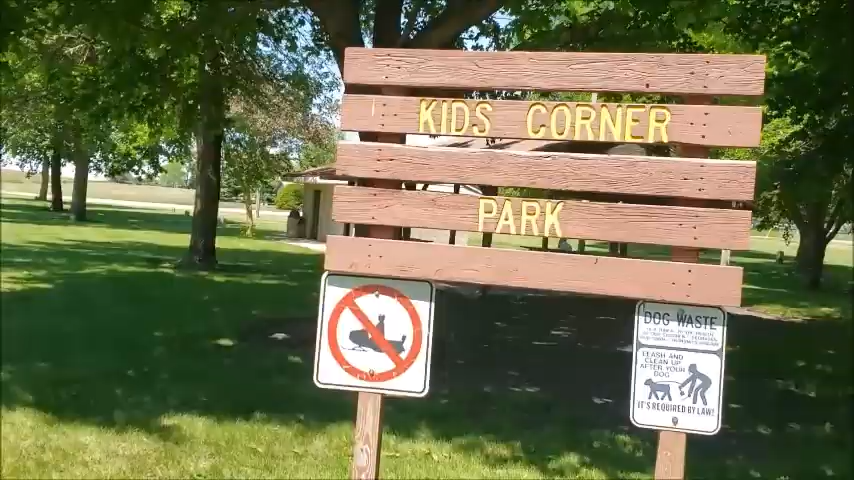 KIDS CORNER
PARK
DOG WASTE
LEASH AND
CLEAN UP
AFTER YOUR
DOG
IT'S REQUIRED BY LAW!